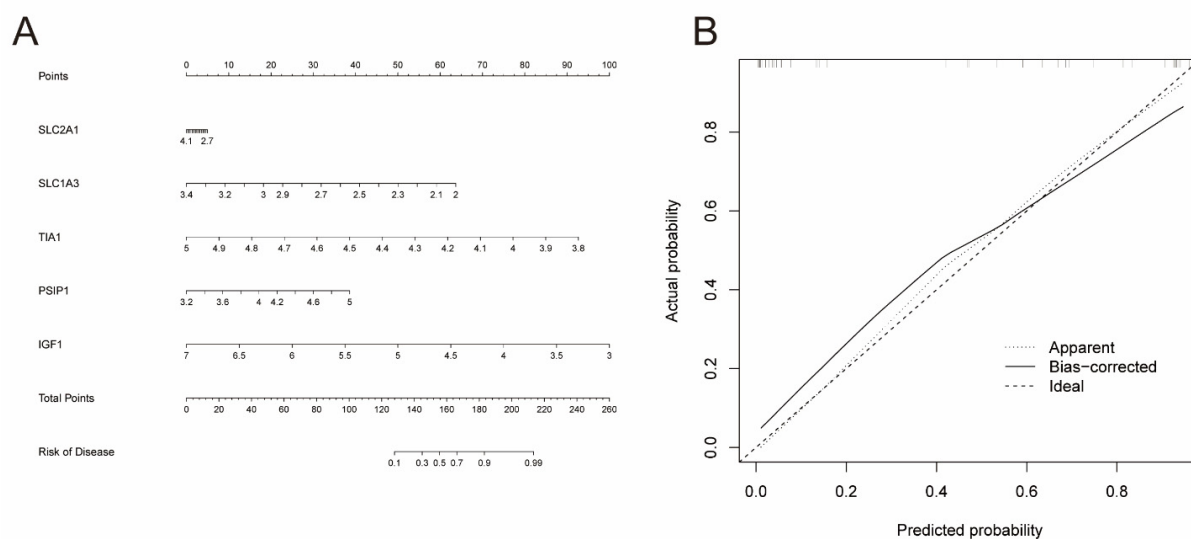 A
Points
0 10 20 30 40 50 60 70 80 90 100
SLC2A1
4.1 2.7
SLC1A3
3.4 3.2 3 2.9 2.7 2.5 2.3 2.1 2
TIA1
5 4.9 4.8 4.7 4.6 4.5 4.4 4.3 4.2 4.1 4 3.9 3.8
PSIP1
3.2 3.6 4 4.2 4.6 5
IGF1
7 6.5 6 5.5 5 4.5 4 3.5 3
Total Points
0 20 40 60 80 100 120 140 160 180 200 220 240 260
Risk of Disease
0.1 0.3 0.5 0.7 0.9 0.99
B
Actual probability
0.8
0.6
0.4
0.2
0.0
Apparent
Bias−corrected
Ideal
0.0 0.2 0.4 0.6 0.8
Predicted probability